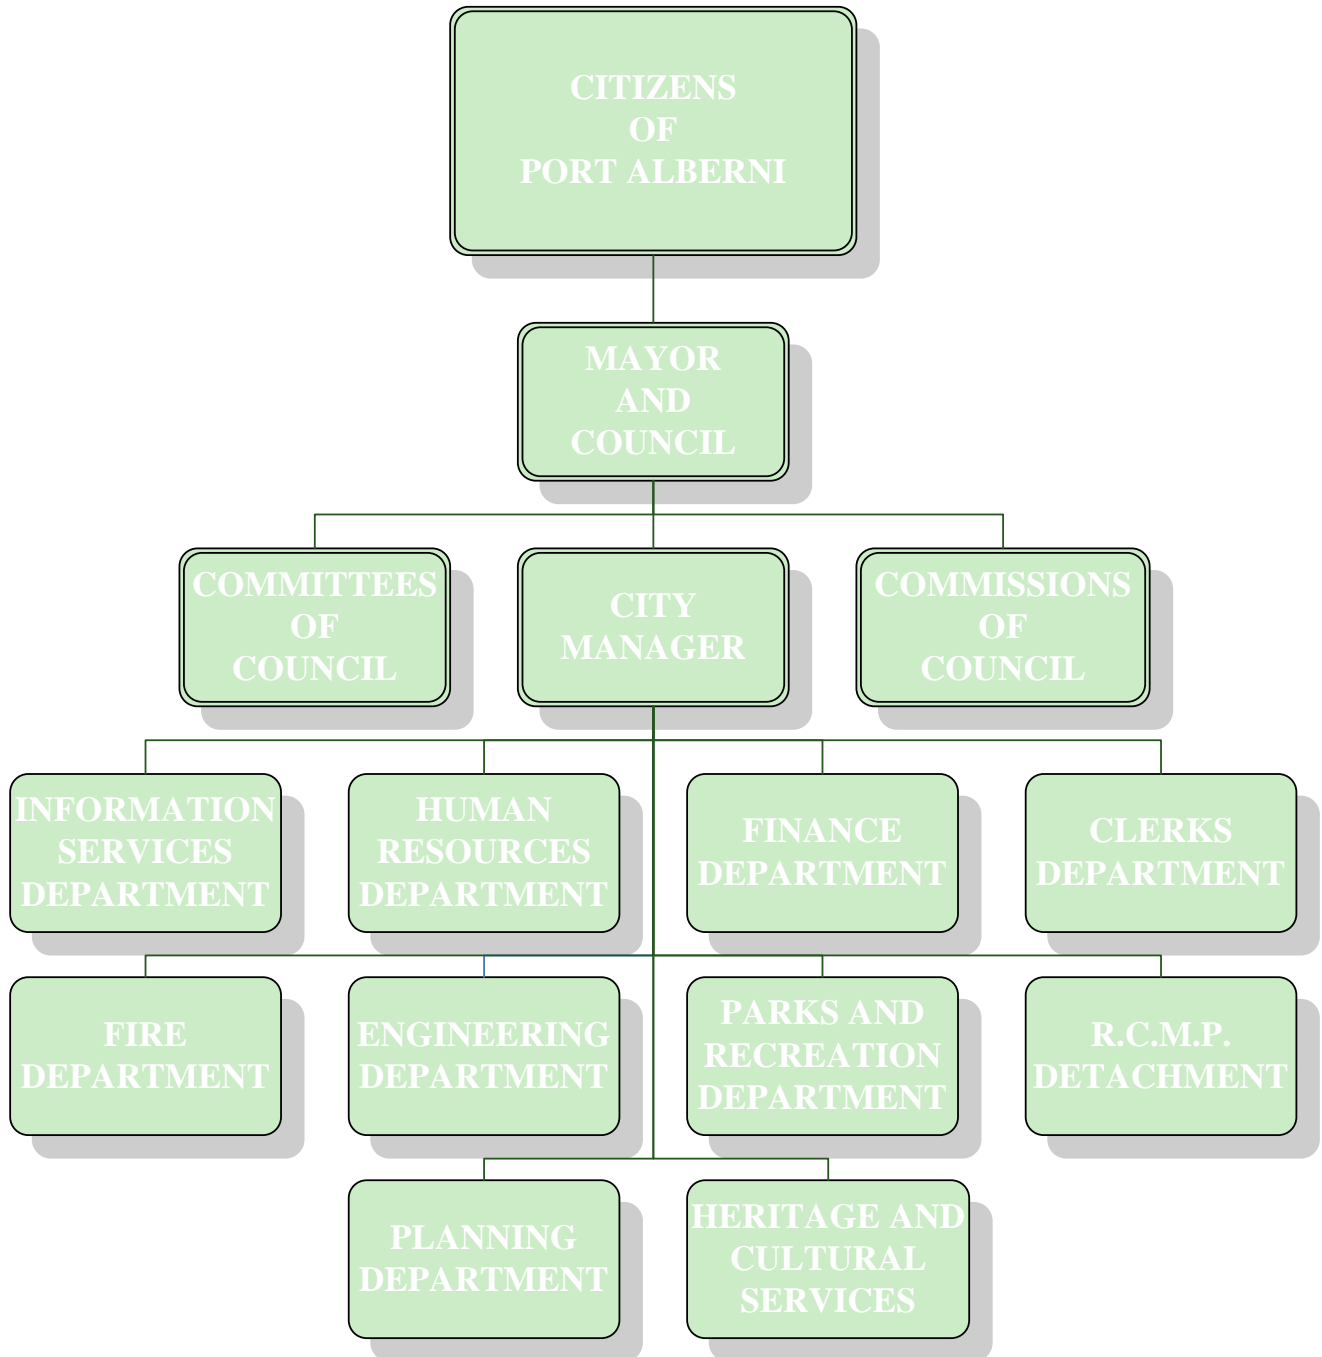 CITIZENS
OF
PORT ALBERNI
MAYOR
AND
COUNCIL
COMMITTEES
OF
COUNCIL
CITY
MANAGER
COMMISSIONS
OF
COUNCIL
INFORMATION
SERVICES
DEPARTMENT
HUMAN
RESOURCES
DEPARTMENT
FINANCE
DEPARTMENT
CLERKS
DEPARTMENT
FIRE
DEPARTMENT
ENGINEERING
DEPARTMENT
PARKS AND
RECREATION
DEPARTMENT
R.C.M.P.
DETACHMENT
PLANNING
DEPARTMENT
HERITAGE AND
CULTURAL
SERVICES